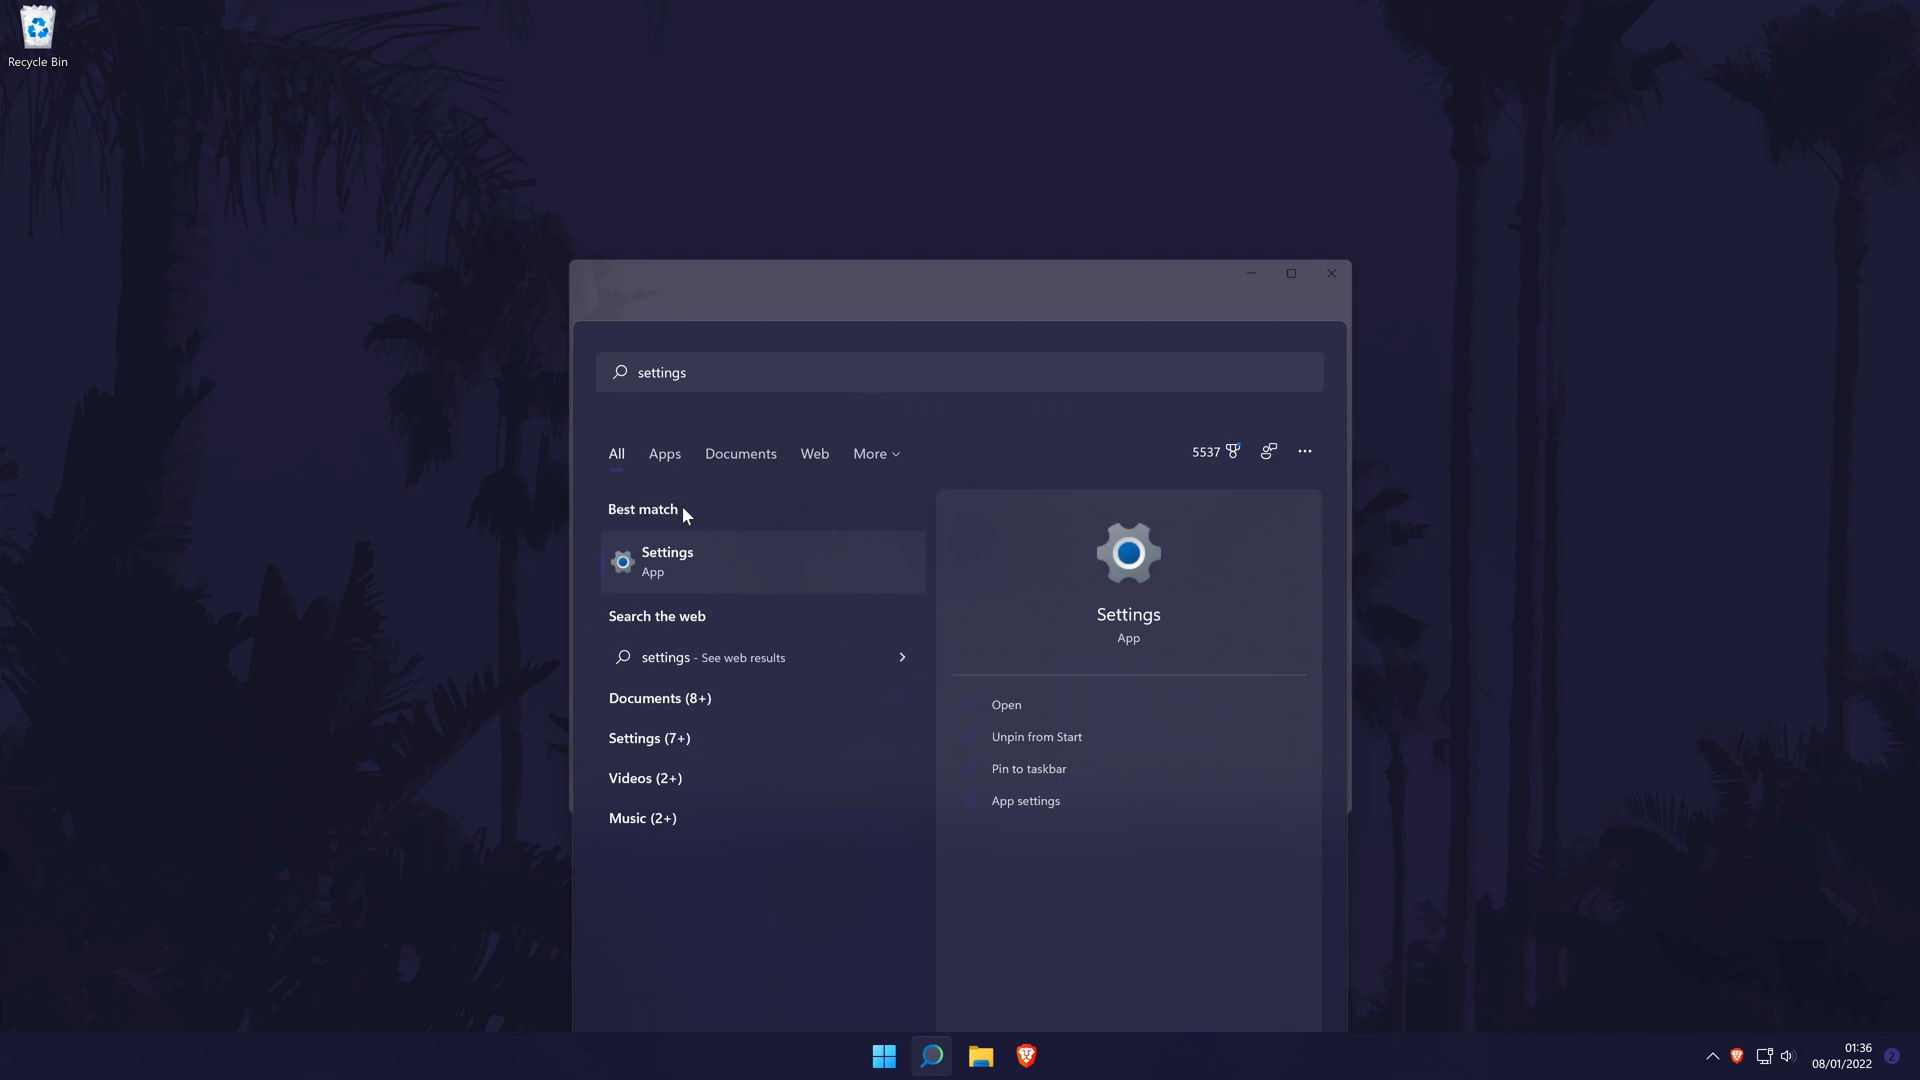 Recycle Bin
settings
All Apps Documents Web More
5537
Best match
Settings
App
Search the web
settings - See web results
Documents (8+)
Settings (7+)
Videos (2+)
Music (2+)
Settings
App
Open
Unpin from Start
Pin to taskbar
App settings
01:36
08/01/2022
2